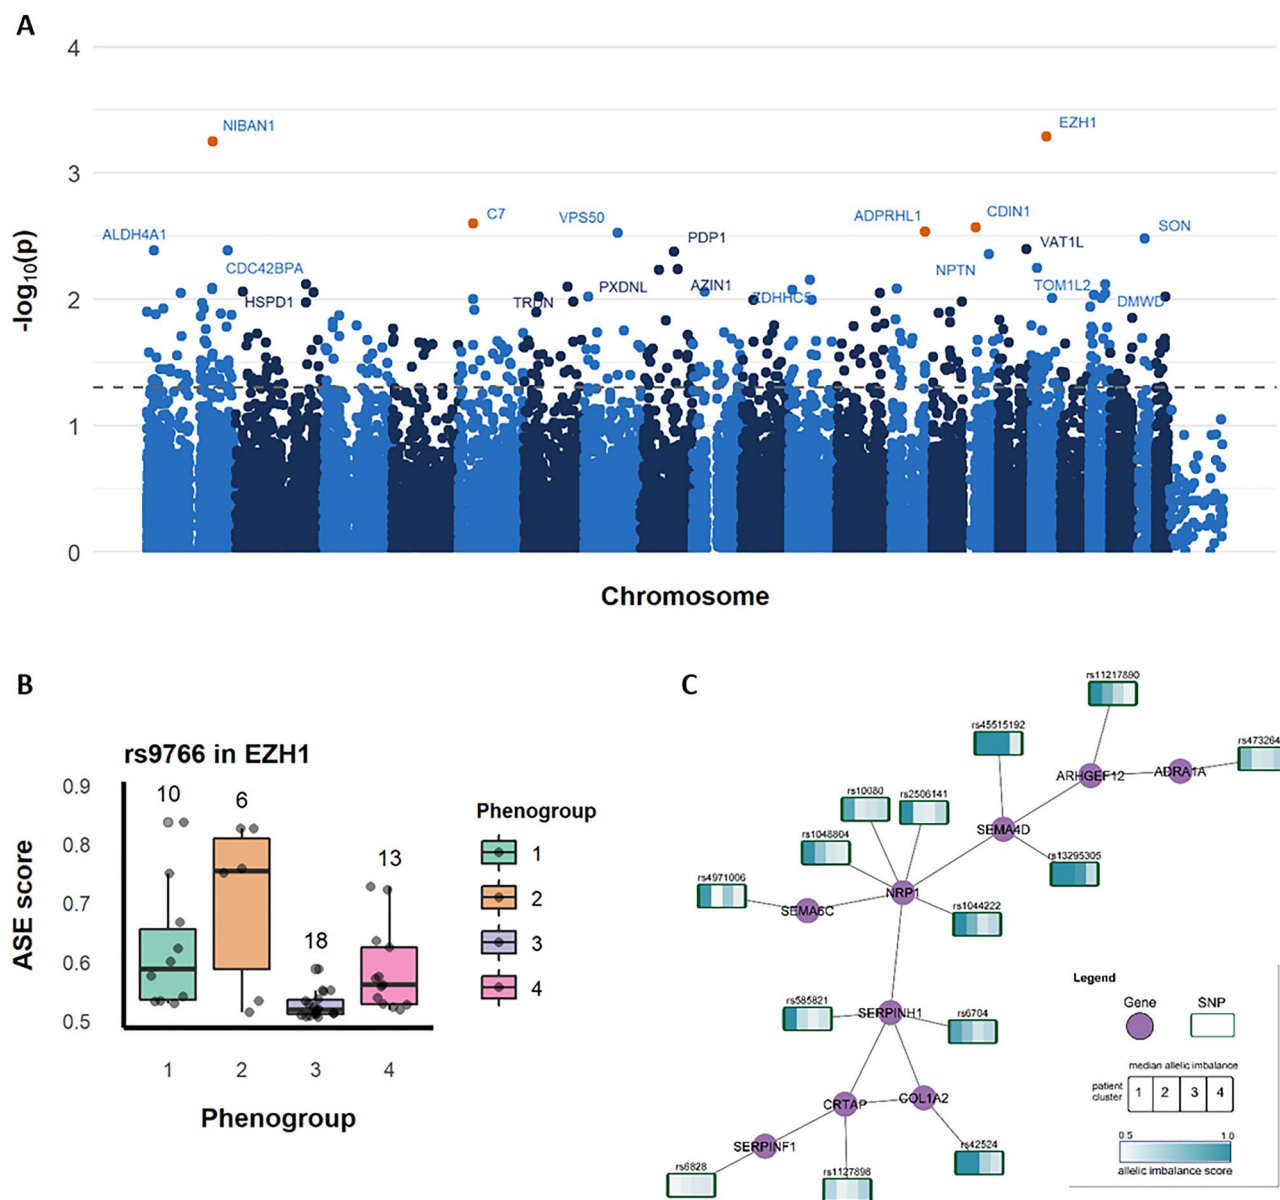 A
4
NIBAN1
EZH1
3
C7
VPS50
ADPRHL1
CDIN1
SON
ALDH4A1
PDP1
VAT1L
CDC42BPA
NPTN
HSPD1
PXDNL
AZIN1
TOM1L2
2
TRDN
ZDHHC5
DMWD
1
0
-log10(p)
Chromosome
B
rs9766 in EZH1
0.9
0.8
0.7
0.6
0.5
ASE score
10
6
18
13
1
2
3
4
Phenogroup
Phenogroup
1
2
3
4
C
rs11217890
rs45515192
rs473264
ARHGEF12
ADRA1A
rs10080
rs2506141
SEMA4D
rs1048804
rs13295305
rs4971006
NRP1
SEMA6C
rs1044222
rs585821
SERPINH1
rs6704
CRTAP
COL1A2
SERPINF1
rs42524
rs6828
rs1127898
Legend
Gene
SNP
median allelic imbalance
patient
cluster
1 2 3 4
0.5 1.0
allelic imbalance score